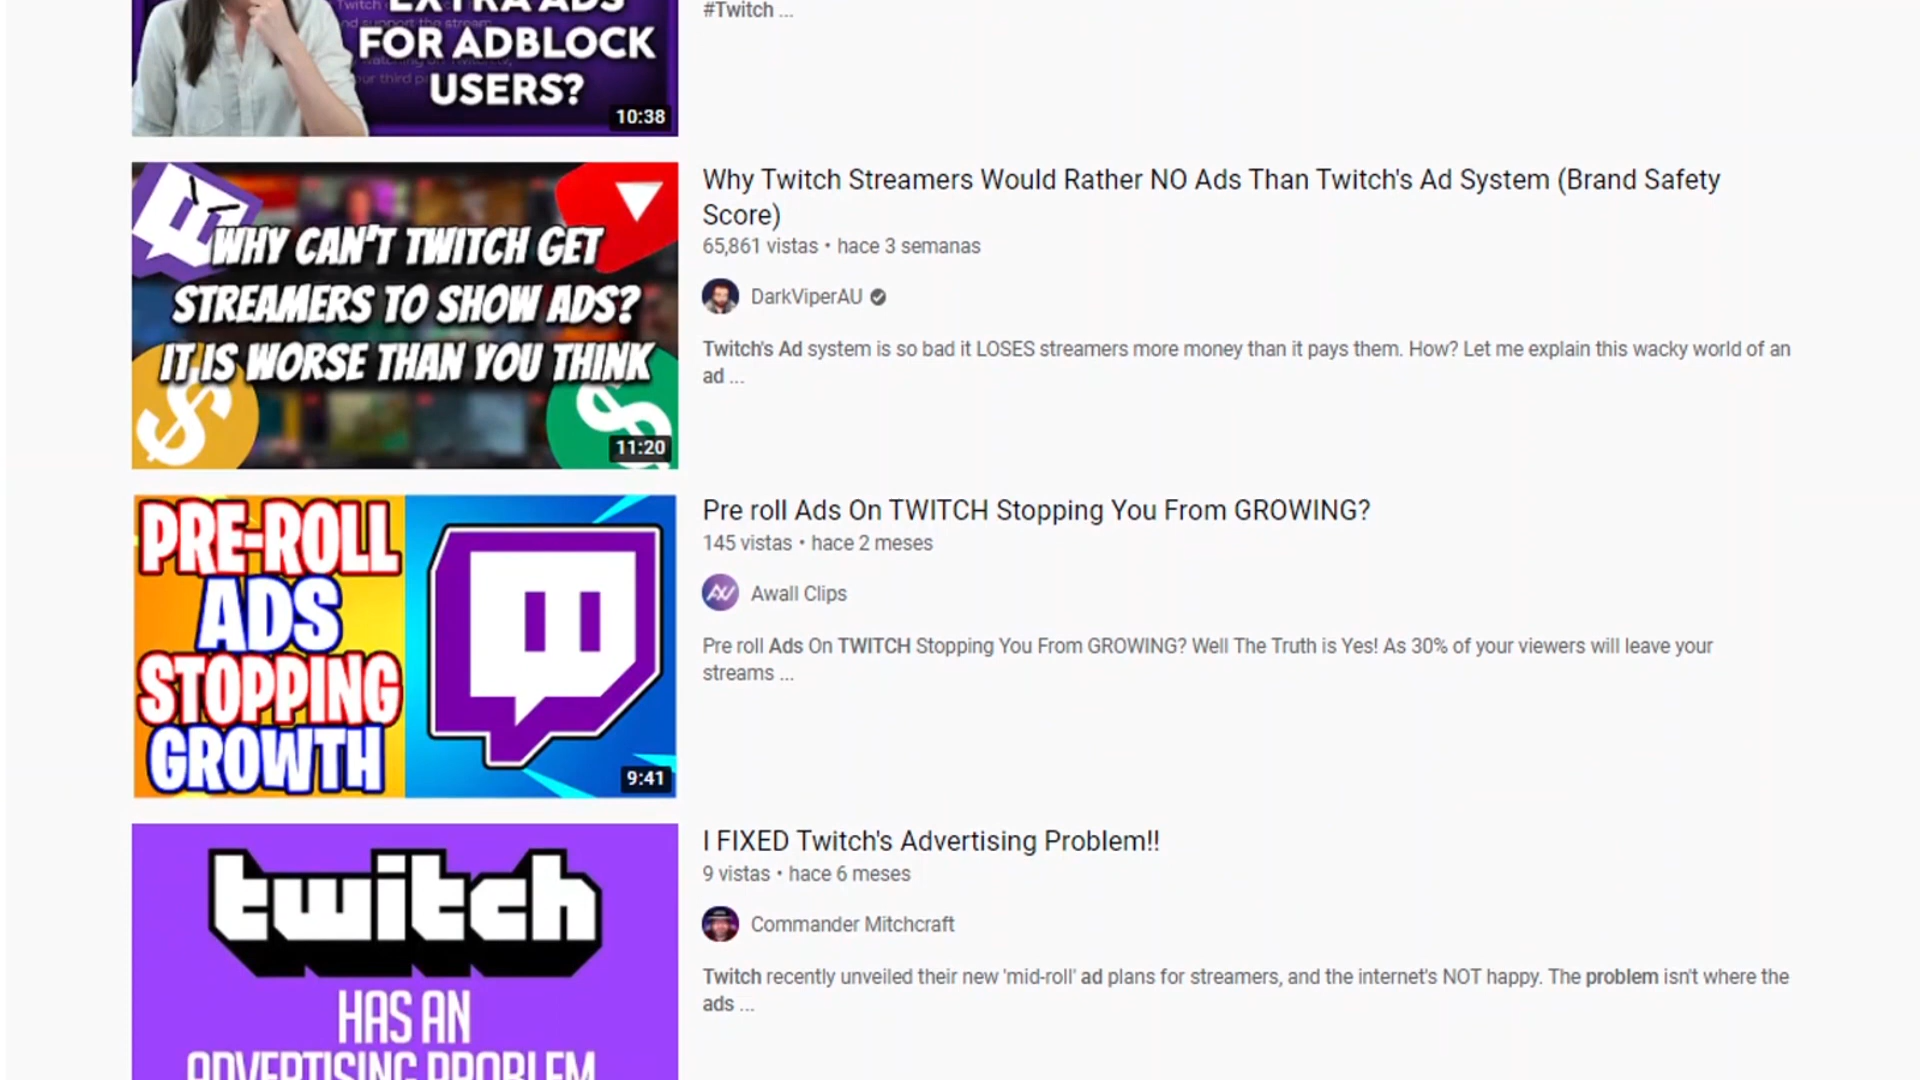 EXTRA ADS
FOR ADBLOCK
USERS?
10:38
#Twitch ...
WHY CAN'T TWITCH GET
STREAMERS TO SHOW ADS?
IT IS WORSE THAN YOU THINK
11:20
Why Twitch Streamers Would Rather NO Ads Than Twitch's Ad System (Brand Safety
Score)
65,861 vistas • hace 3 semanas
DarkViperAU
Twitch's Ad system is so bad it LOSES streamers more money than it pays them. How? Let me explain this wacky world of an
ad ...
PRE-ROLL
ADS
STOPPING
GROWTH
9:41
Pre roll Ads On TWITCH Stopping You From GROWING?
145 vistas • hace 2 meses
Awall Clips
Pre roll Ads On TWITCH Stopping You From GROWING? Well The Truth is Yes! As 30% of your viewers will leave your
streams ...
twitch
HAS AN
ADVERTISING PROBLEM
I FIXED Twitch's Advertising Problem!!
9 vistas • hace 6 meses
Commander Mitchcraft
Twitch recently unveiled their new 'mid-roll' ad plans for streamers, and the internet's NOT happy. The problem isn't where the
ads ...